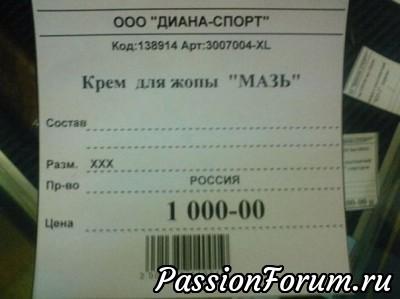 ООО "ДИАНА-СПОРТ"
Код:138914 Арт:3007004-XL
Крем для жопы "МАЗЬ"
Состав
Разм. XXX
Пр-во РОССИЯ
Цена 1 000-00
PassionForum.ru